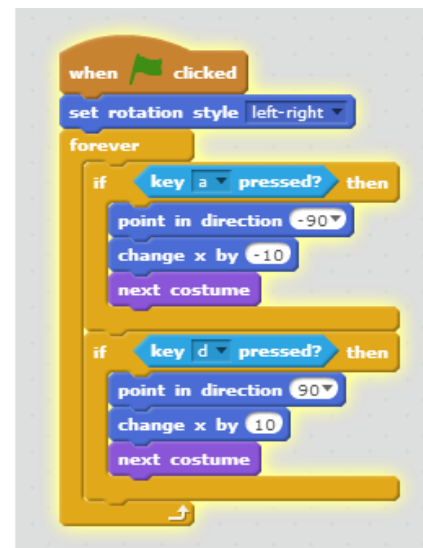 when clicked
set rotation style left-right
forever
if key a pressed? then
point in direction -90
change x by -10
next costume
if key d pressed? then
point in direction 90
change x by 10
next costume